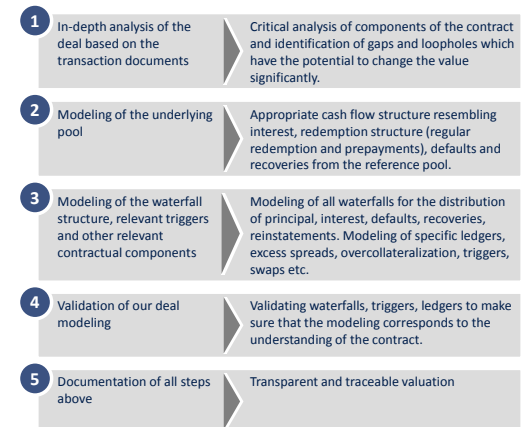 1
In-depth analysis of the
deal based on the
transaction documents
Critical analysis of components of the contract
and identification of gaps and loopholes which
have the potential to change the value
significantly.
2
Modeling of the underlying
pool
Appropriate cash flow structure resembling
interest, redemption structure (regular
redemption and prepayments), defaults and
recoveries from the reference pool.
3
Modeling of the waterfall
structure, relevant triggers
and other relevant
contractual components
Modeling of all waterfalls for the distribution
of principal, interest, defaults, recoveries,
reinstatements. Modeling of specific ledgers,
excess spreads, overcollateralization, triggers,
swaps etc.
4
Validation of our deal
modeling
Validating waterfalls, triggers, ledgers to make
sure that the modeling corresponds to the
understanding of the contract.
5
Documentation of all steps
above
Transparent and traceable valuation